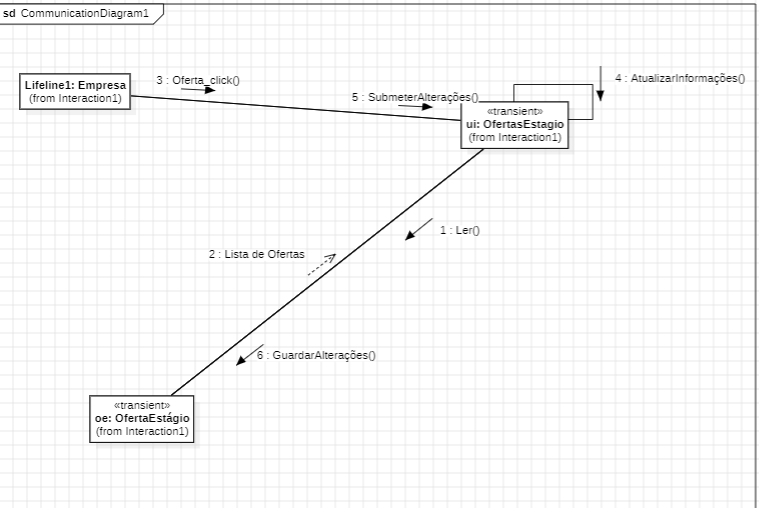 sd CommunicationDiagram1
Lifeline1: Empresa
(from Interaction1)
3 : Oferta_click()
5 : SubmeterAlterações()
4 : AtualizarInformações()
«transient»
ui: OfertasEstagio
(from Interaction1)
1 : Ler()
2 : Lista de Ofertas
6 : GuardarAlterações()
«transient»
oe: OfertaEstágio
(from Interaction1)